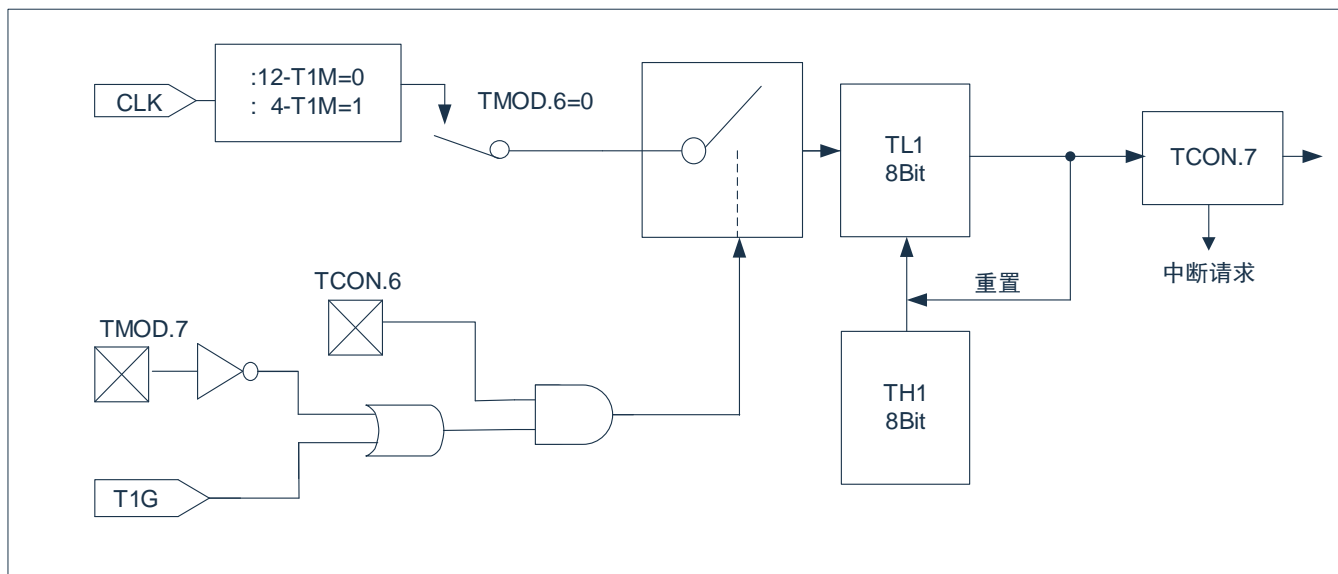 :12-T1M=0
: 4-T1M=1
CLK
TMOD.6=0
TL1
8Bit
TCON.7
中断请求
重置
TCON.6
TMOD.7
TH1
8Bit
T1G